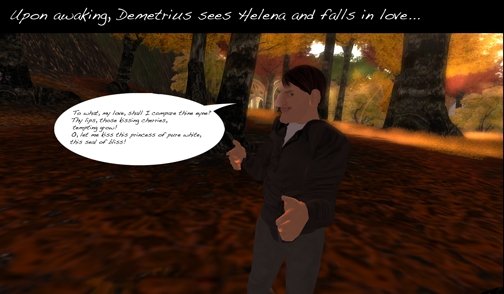 Upon awaking, Demetrius sees Helena and falls in love...
To what, my love, shall I compare thine eyne?
Thy lips, those kissing cherries,
tempting grow!
O, let me kiss this princess of pure white,
this seal of bliss!